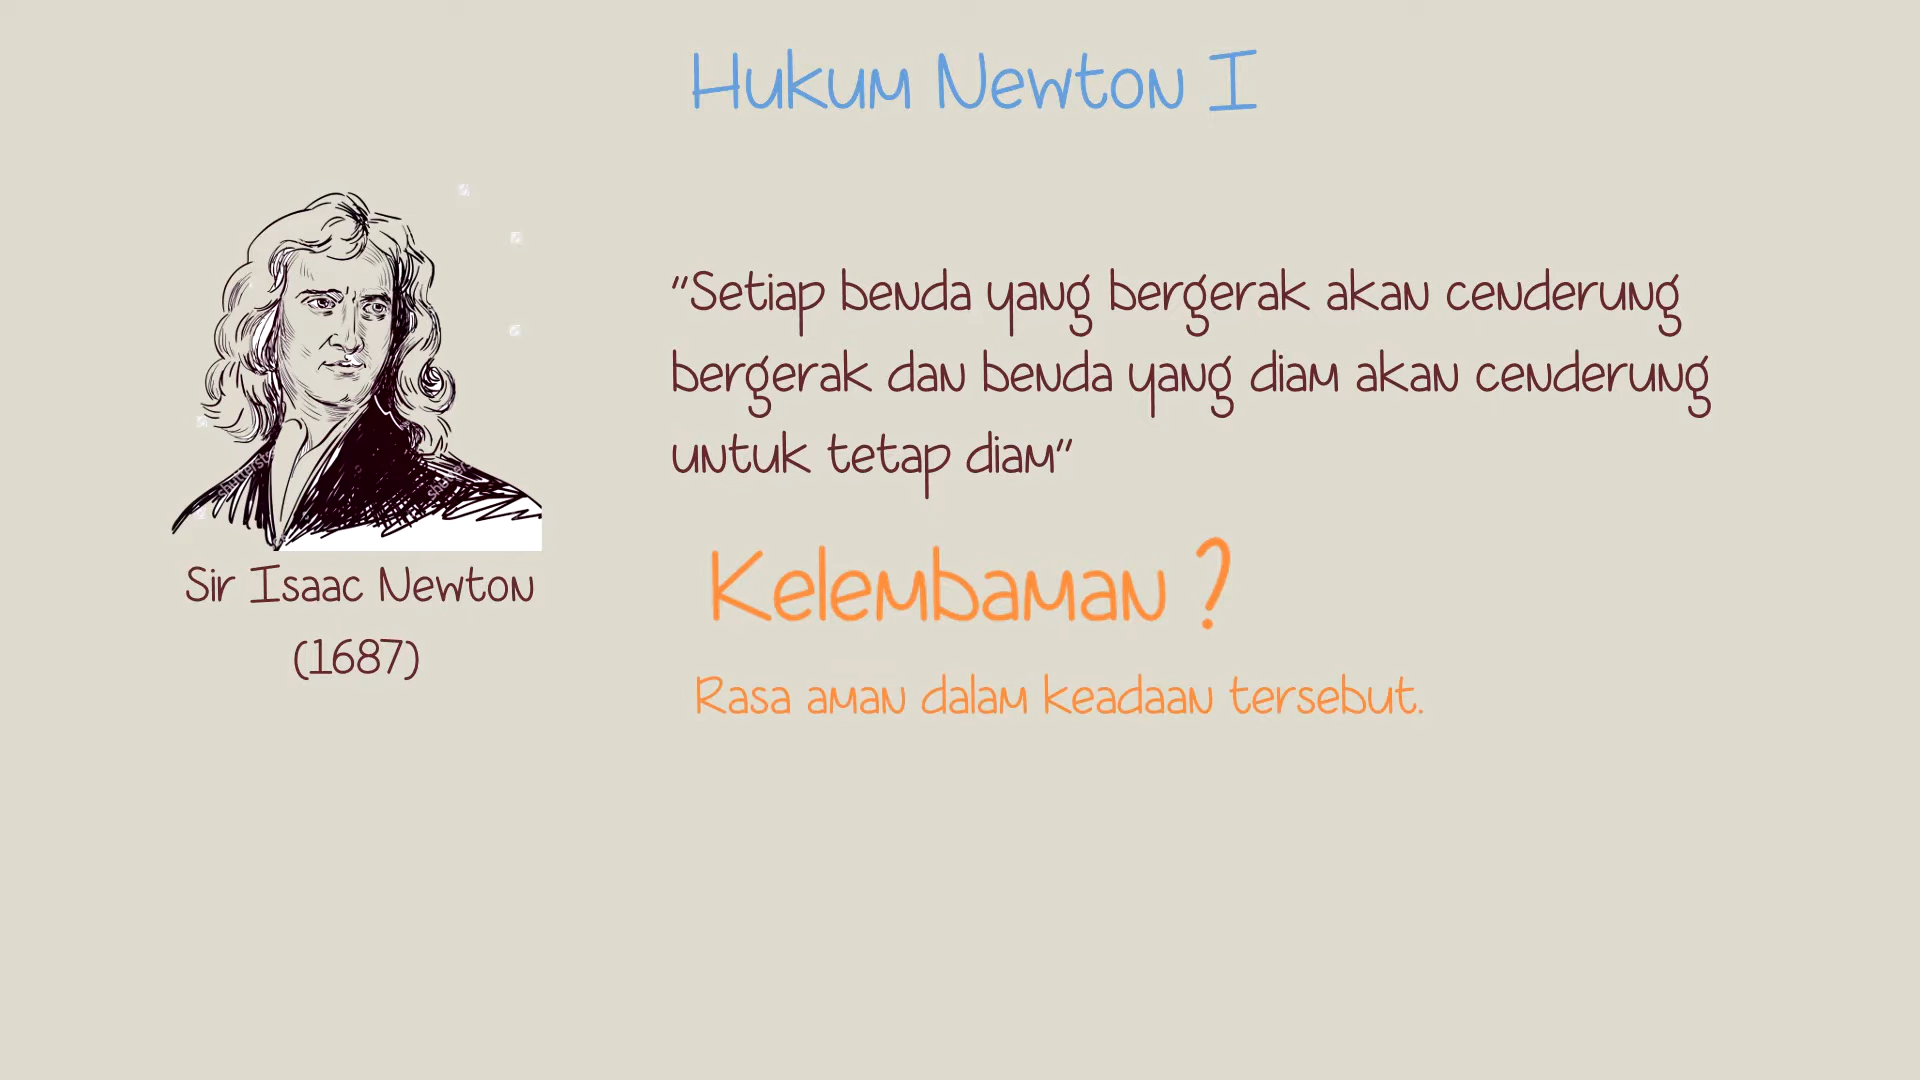 Hukum Newton I
"Setiap benda yang bergerak akan cenderung
bergerak dan benda yang diam akan cenderung
untuk tetap diam"
Kelembaman ?
Rasa aman dalam keadaan tersebut.
Sir Isaac Newton
(1687)